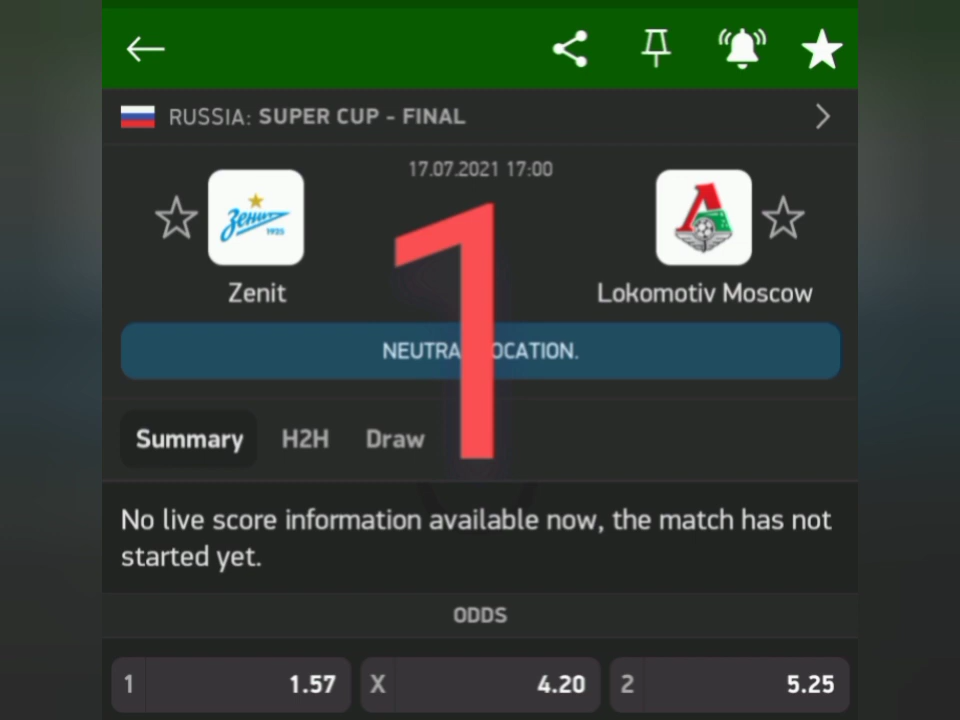 RUSSIA: SUPER CUP - FINAL
17.07.2021 17:00
Зенит
1925
Zenit
Lokomotiv Moscow
1
NEUTRA OCATION.
Summary H2H Draw
No live score information available now, the match has not
started yet.
ODDS
1 1.57 X 4.20 2 5.25